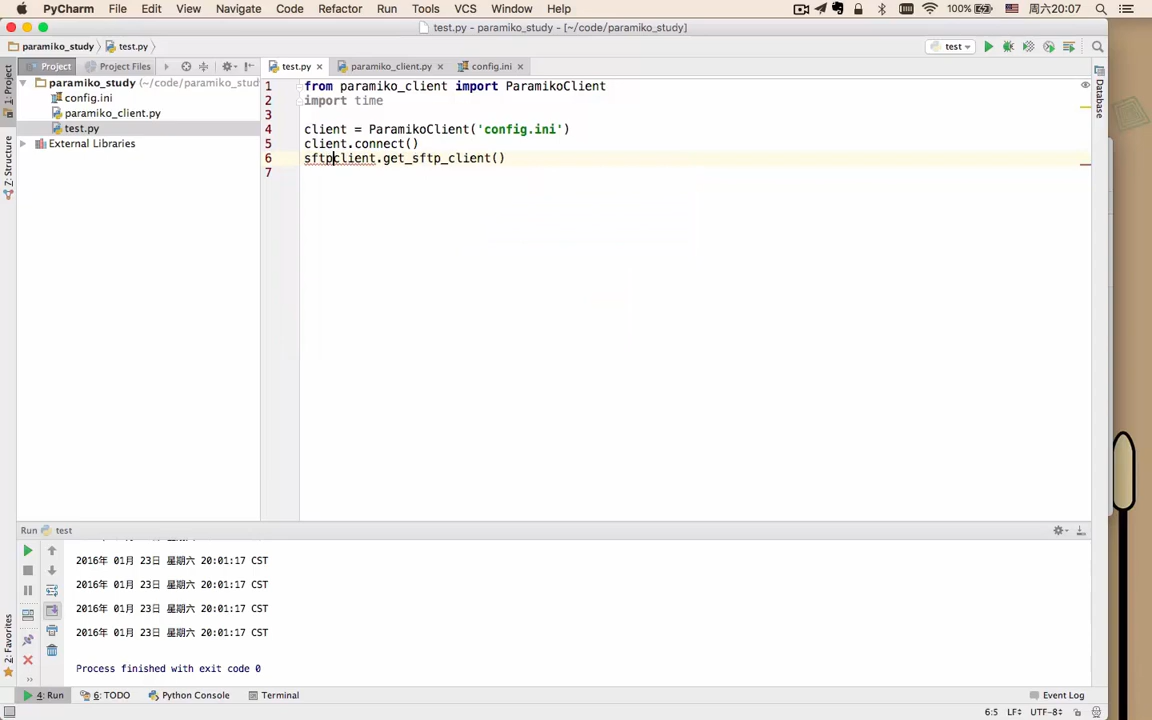 PyCharm File Edit View Navigate Code Refactor Run Tools VCS Window Help 100% 周六20:07
test.py - paramiko_study - [~/code/paramiko_study]
paramiko_study test.py test
1: Project Project Project Files test.py paramiko_client.py config.ini
paramiko_study (~/code/paramiko_stud
config.ini
paramiko_client.py
test.py
External Libraries
Z: Structure
Database
1 from paramiko_client import ParamikoClient
2 import time
3
4 client = ParamikoClient('config.ini')
5 client.connect()
6 sftpclient.get_sftp_client()
7
Run test
2016年 01月 23日 星期六 20:01:17 CST
2016年 01月 23日 星期六 20:01:17 CST
2016年 01月 23日 星期六 20:01:17 CST
2016年 01月 23日 星期六 20:01:17 CST
Process finished with exit code 0
2: Favorites
4: Run 6: TODO Python Console Terminal Event Log
6:5 LF UTF-8